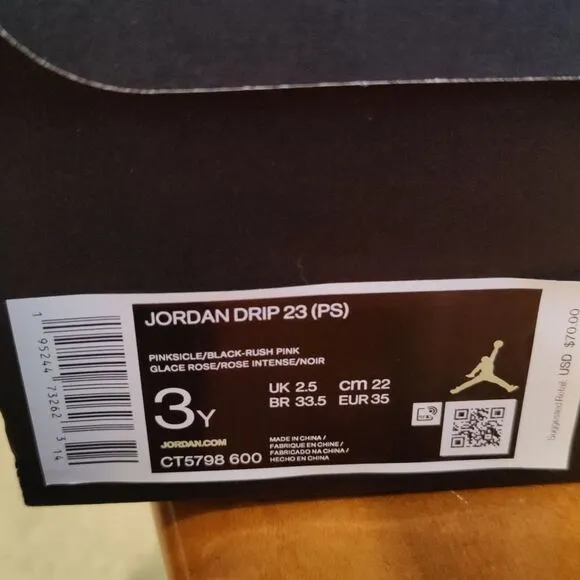 JORDAN DRIP 23 (PS)
PINKSICLE/BLACK-RUSH PINK
GLACE ROSE/ROSE INTENSE/NOIR
3Y
UK 2.5 cm 22
BR 33.5 EUR 35
JORDAN.COM
CT5798 600
MADE IN CHINA /
FABRIQUE EN CHINE /
FABRICADO NA CHINA /
HECHO EN CHINA
1 95244 73262 3 14
Suggested Retail: USD $70.00